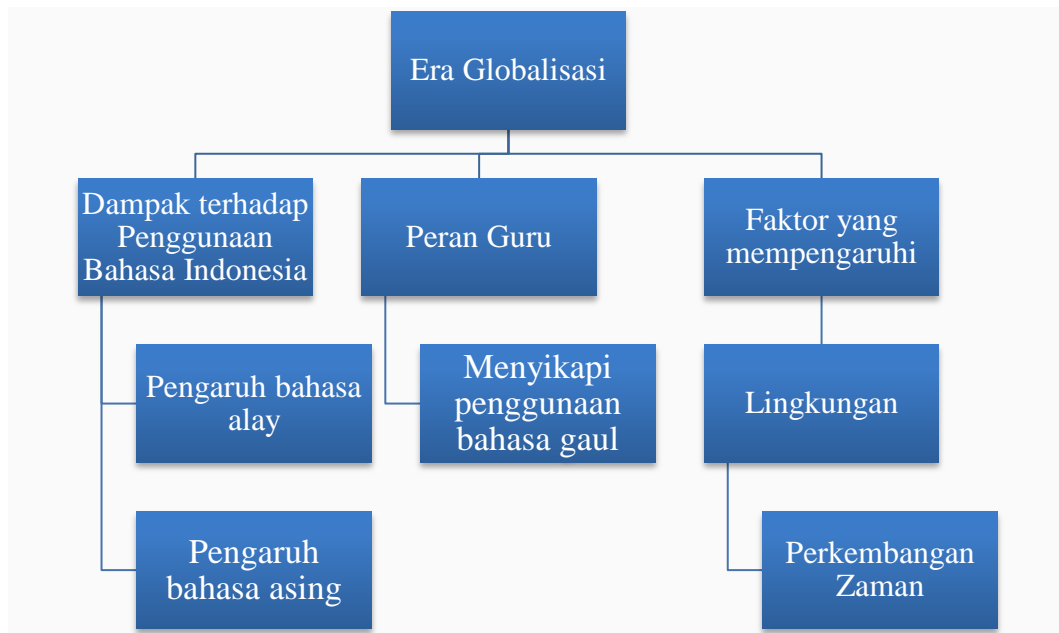 Era Globalisasi
Dampak terhadap
Penggunaan
Bahasa Indonesia
Peran Guru
Faktor yang
mempengaruhi
Pengaruh bahasa
alay
Menyikapi
penggunaan
bahasa gaul
Lingkungan
Pengaruh
bahasa asing
Perkembangan
Zaman